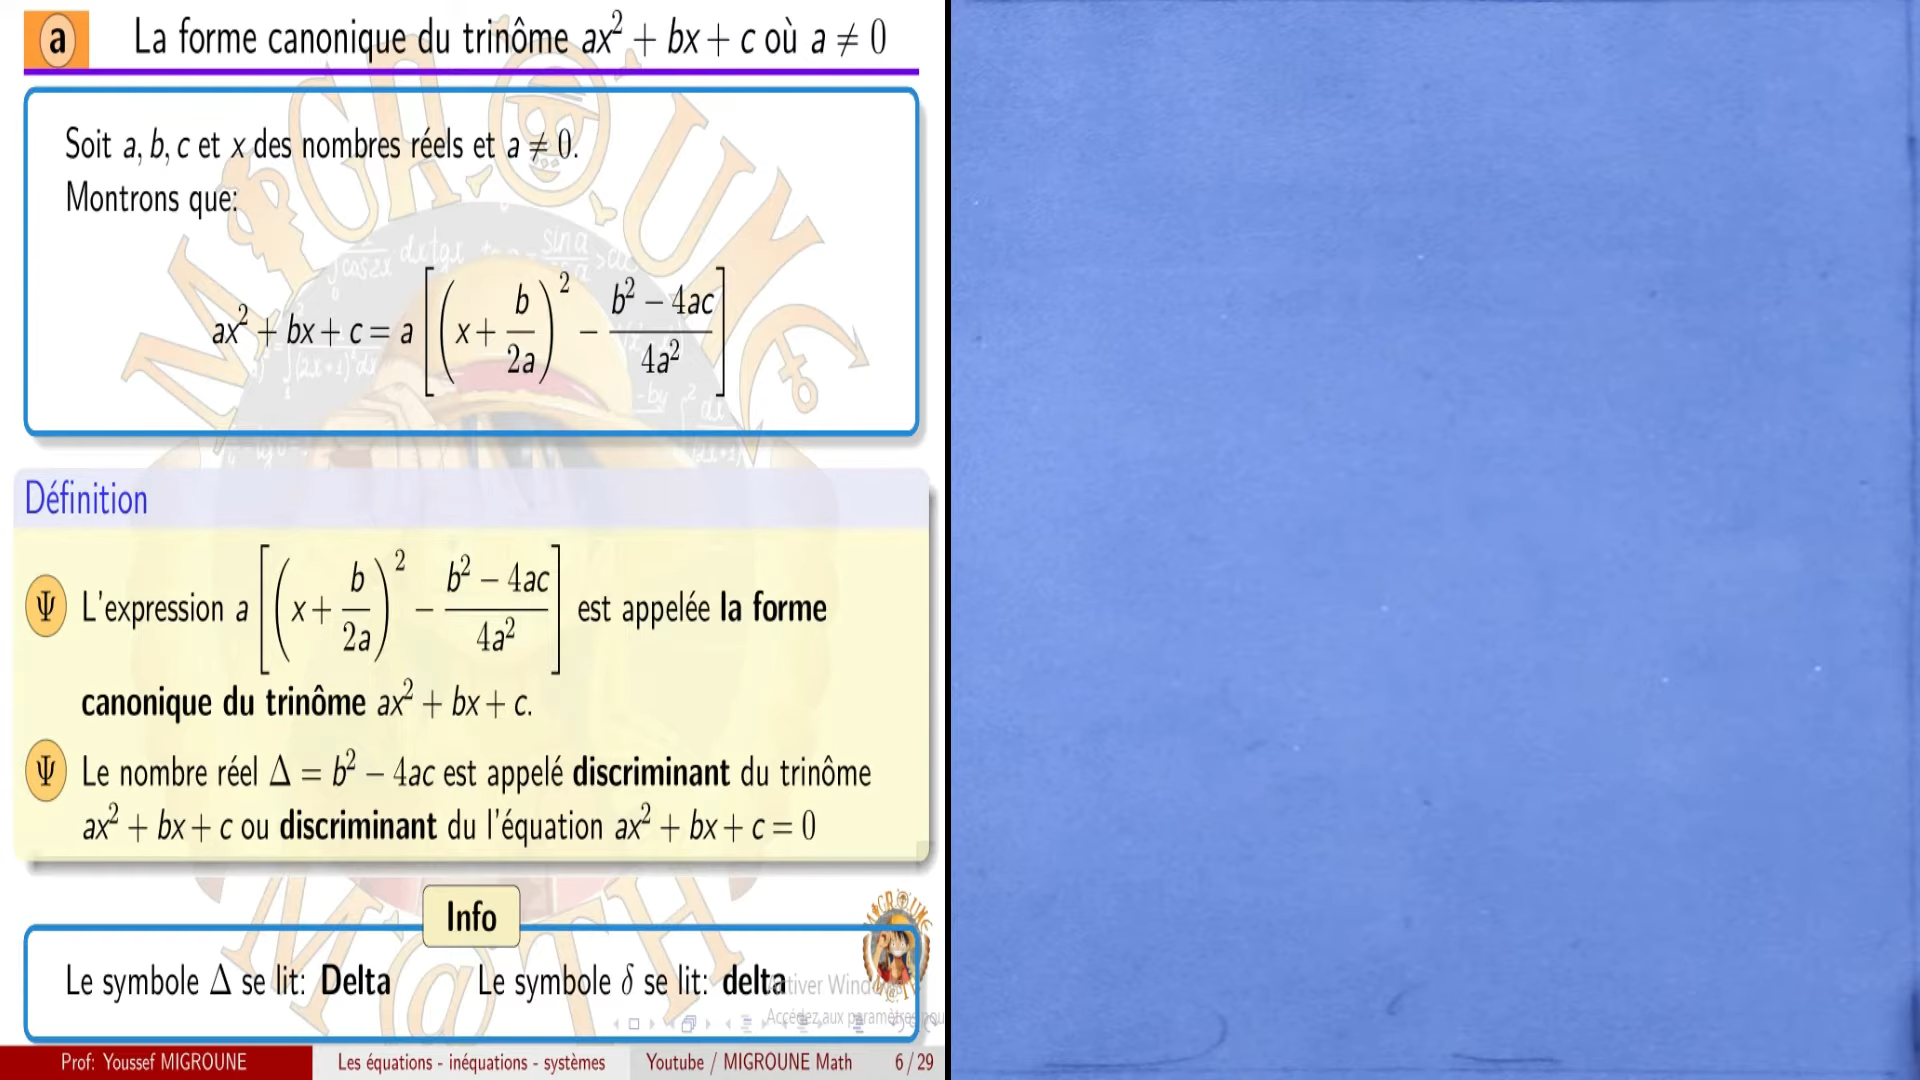 a La forme canonique du trinôme ax² + bx + c où a ≠ 0
Soit a, b, c et x des nombres réels et a ≠ 0.
Montrons que:
ax² + bx + c = a [(x + b/2a)² − (b² − 4ac)/4a²]
Définition
Ψ L'expression a [(x + b/2a)² − (b² − 4ac)/4a²] est appelée la forme
canonique du trinôme ax² + bx + c.
Ψ Le nombre réel Δ = b² − 4ac est appelé discriminant du trinôme
ax² + bx + c ou discriminant du l'équation ax² + bx + c = 0
Info
Le symbole Δ se lit: Delta Le symbole δ se lit: delta
Prof: Youssef MIGROUNE Les équations - inéquations - systèmes Youtube / MIGROUNE Math 6 / 29
MIGROUNE
M@TH